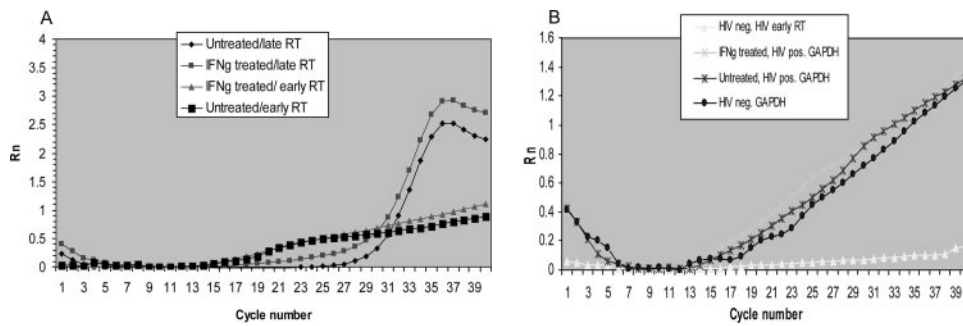 A
Untreated/late RT
IFNg treated/late RT
IFNg treated/ early RT
Untreated/early RT
4
3.5
3
2.5
2
1.5
1
0.5
0
Rn
1 3 5 7 9 11 13 15 17 19 21 23 25 27 29 31 33 35 37 39
Cycle number
B
HIV neg. HIV early RT
IFNg treated, HIV pos. GAPDH
Untreated, HIV pos. GAPDH
HIV neg. GAPDH
1.6
1.4
1.2
1
0.8
0.6
0.4
0.2
0
Rn
1 3 5 7 9 11 13 15 17 19 21 23 25 27 29 31 33 35 37 39
Cycle number